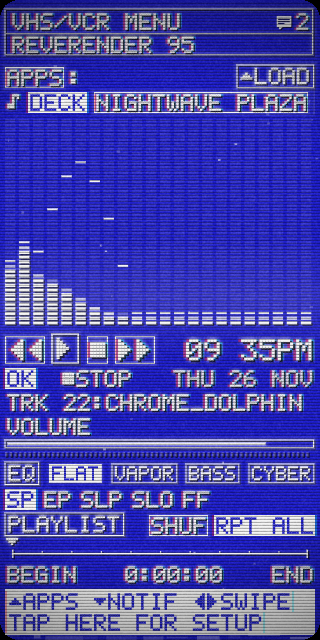 VHS/VCR MENU 2
REVERENDER 95
APPS: LOAD
DECK NIGHTWAVE PLAZA
09 35PM
OK STOP THU 26 NOV
TRK 22:CHROME_DOLPHIN
VOLUME
EQ FLAT VAPOR BASS CYBER
SP EP SLP SLO FF
PLAYLIST SHUF RPT ALL
BEGIN 0:00:00 END
APPS NOTIF SWIPE
TAP HERE FOR SETUP